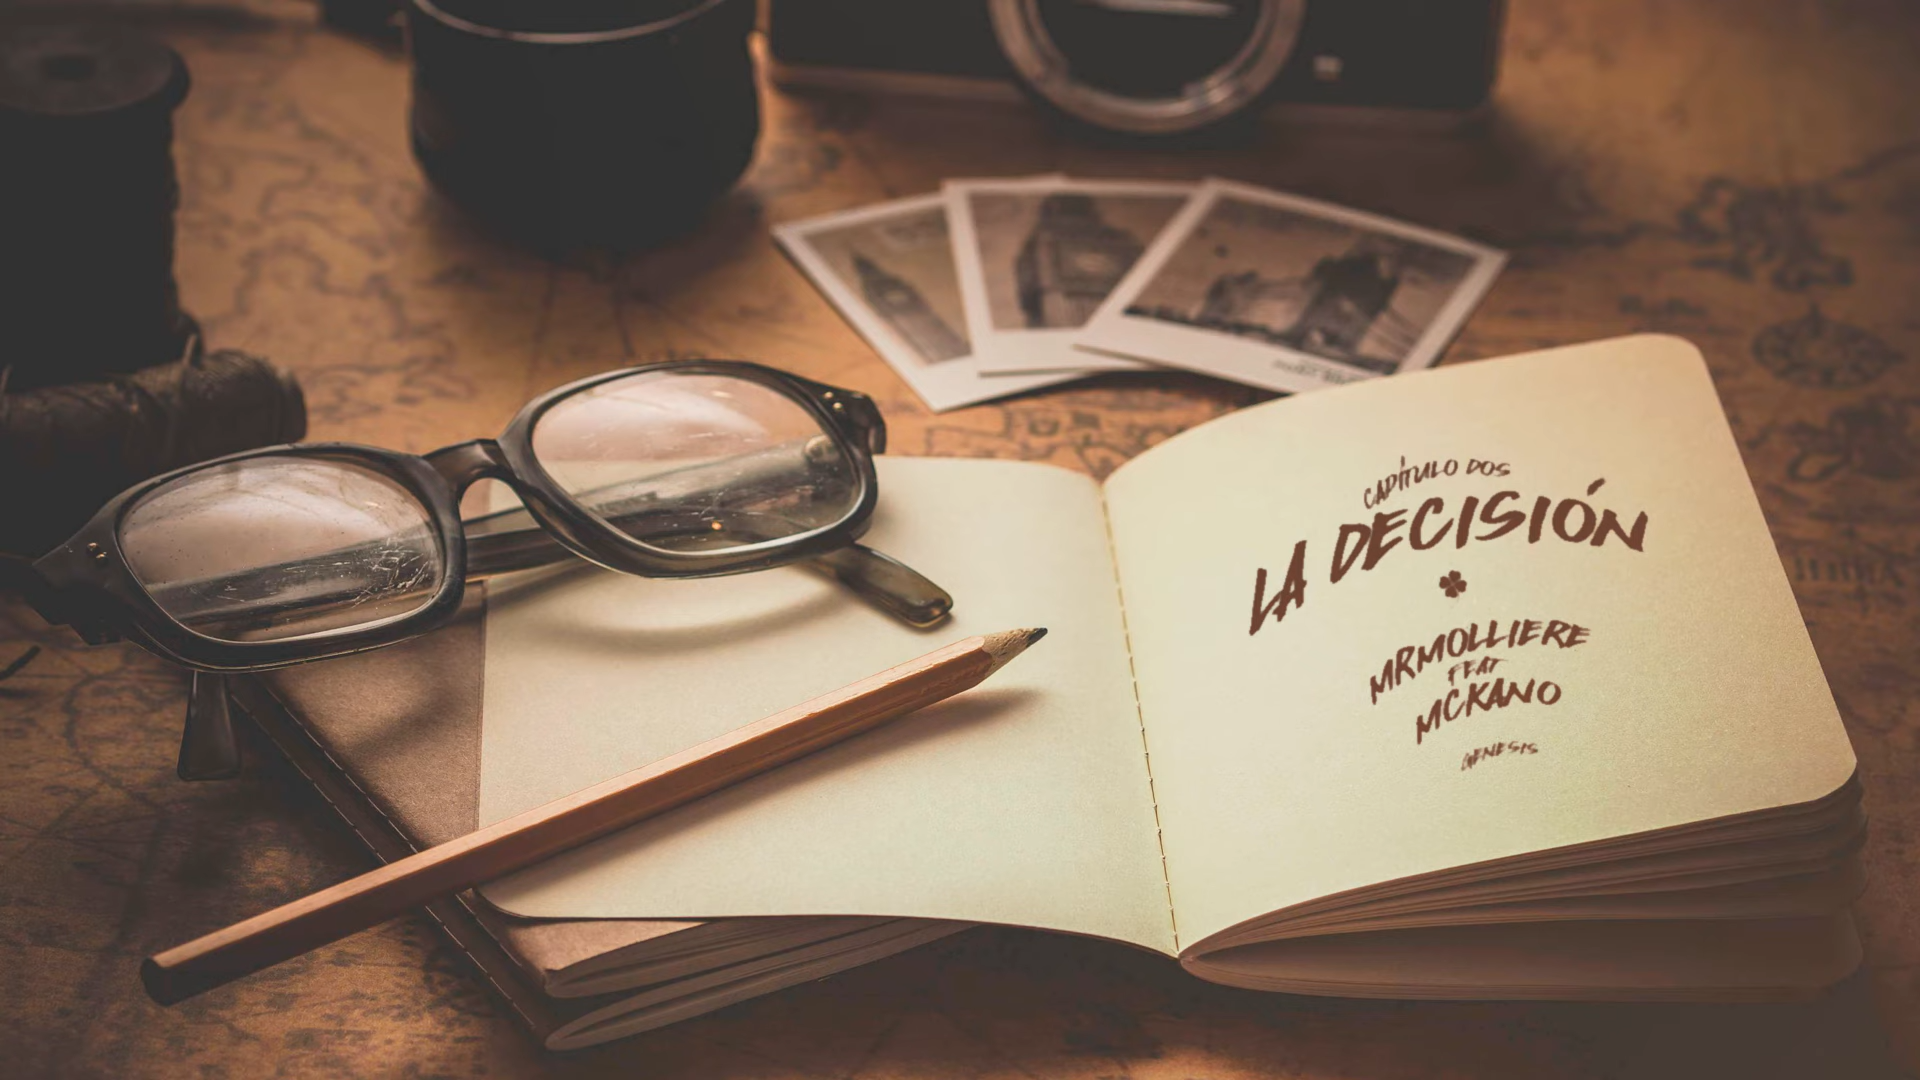 CAPÍTULO DOS
LA DECISIÓN
MRMOLLIERE
FEAT
MCKANO
GENESIS